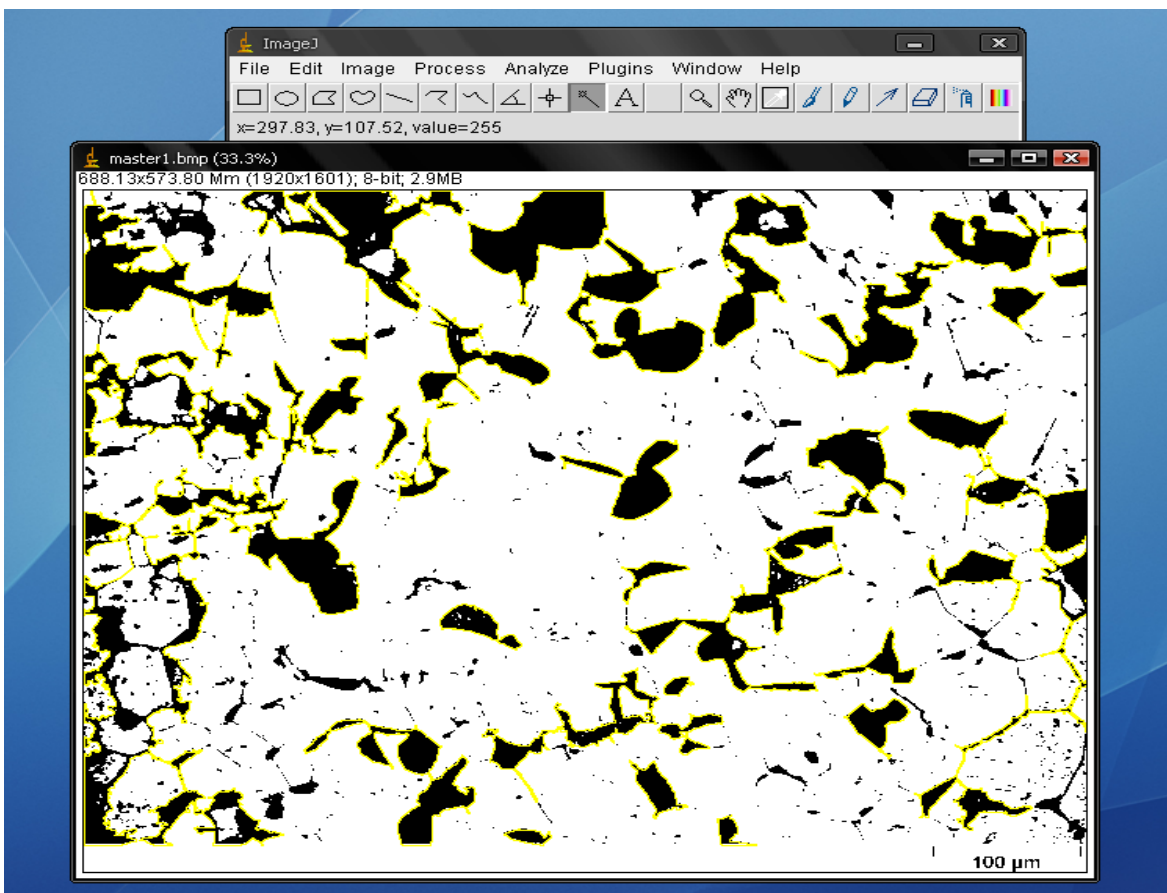 ImageJ
File Edit Image Process Analyze Plugins Window Help
A
x=297.83, y=107.52, value=255
master1.bmp (33.3%)
688.13x573.80 Mm (1920x1601); 8-bit; 2.9MB
100 µm